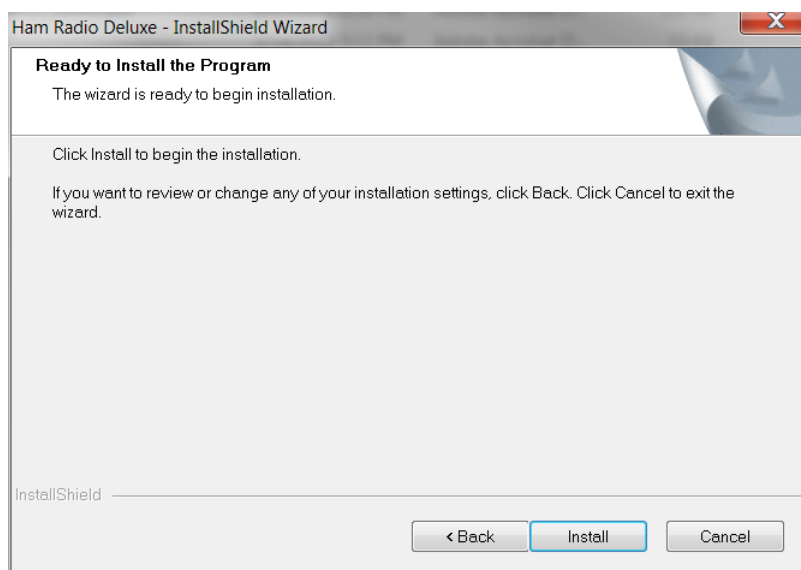 Ham Radio Deluxe - InstallShield Wizard
Ready to Install the Program
The wizard is ready to begin installation.
Click Install to begin the installation.
If you want to review or change any of your installation settings, click Back. Click Cancel to exit the
wizard.
InstallShield
< Back Install Cancel